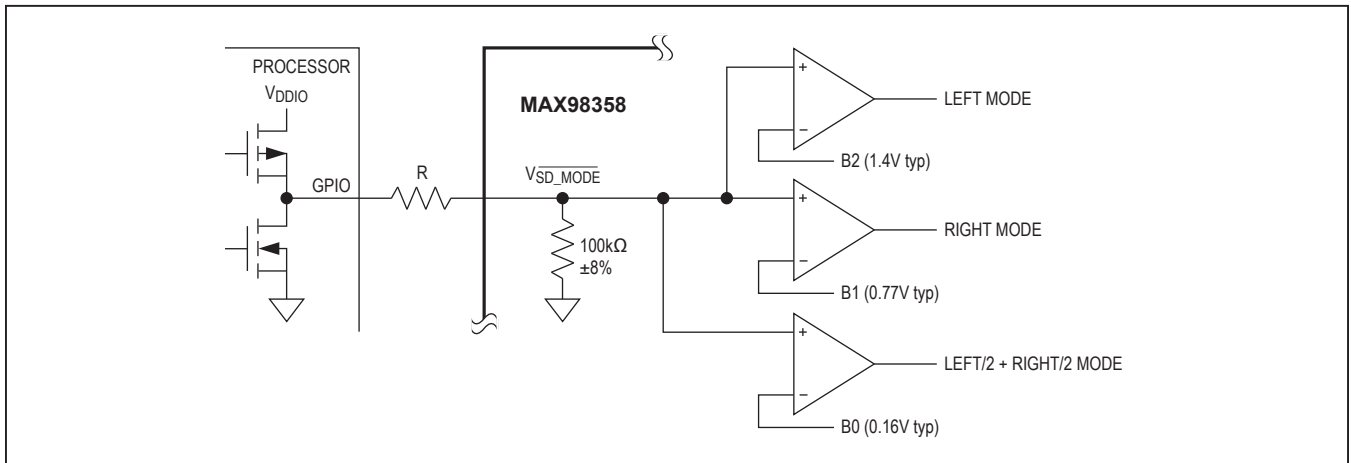 PROCESSOR
VDDIO
GPIO
R
MAX98358
VSD_MODE
100kΩ
±8%
+
−
LEFT MODE
B2 (1.4V typ)
+
−
RIGHT MODE
B1 (0.77V typ)
+
−
LEFT/2 + RIGHT/2 MODE
B0 (0.16V typ)